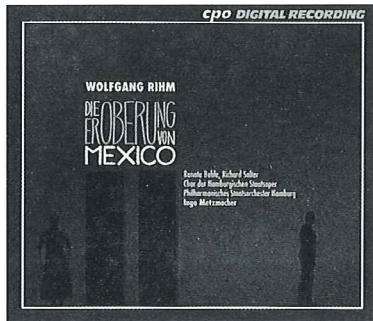 cpo DIGITAL RECORDING
WOLFGANG RIHM
DIE
EROBERUNG
VON
MEXICO
Renate Behle, Richard Salter
Chor der Hamburgischen Staatsoper
Philharmonisches Staatsorchester Hamburg
Ingo Metzmacher